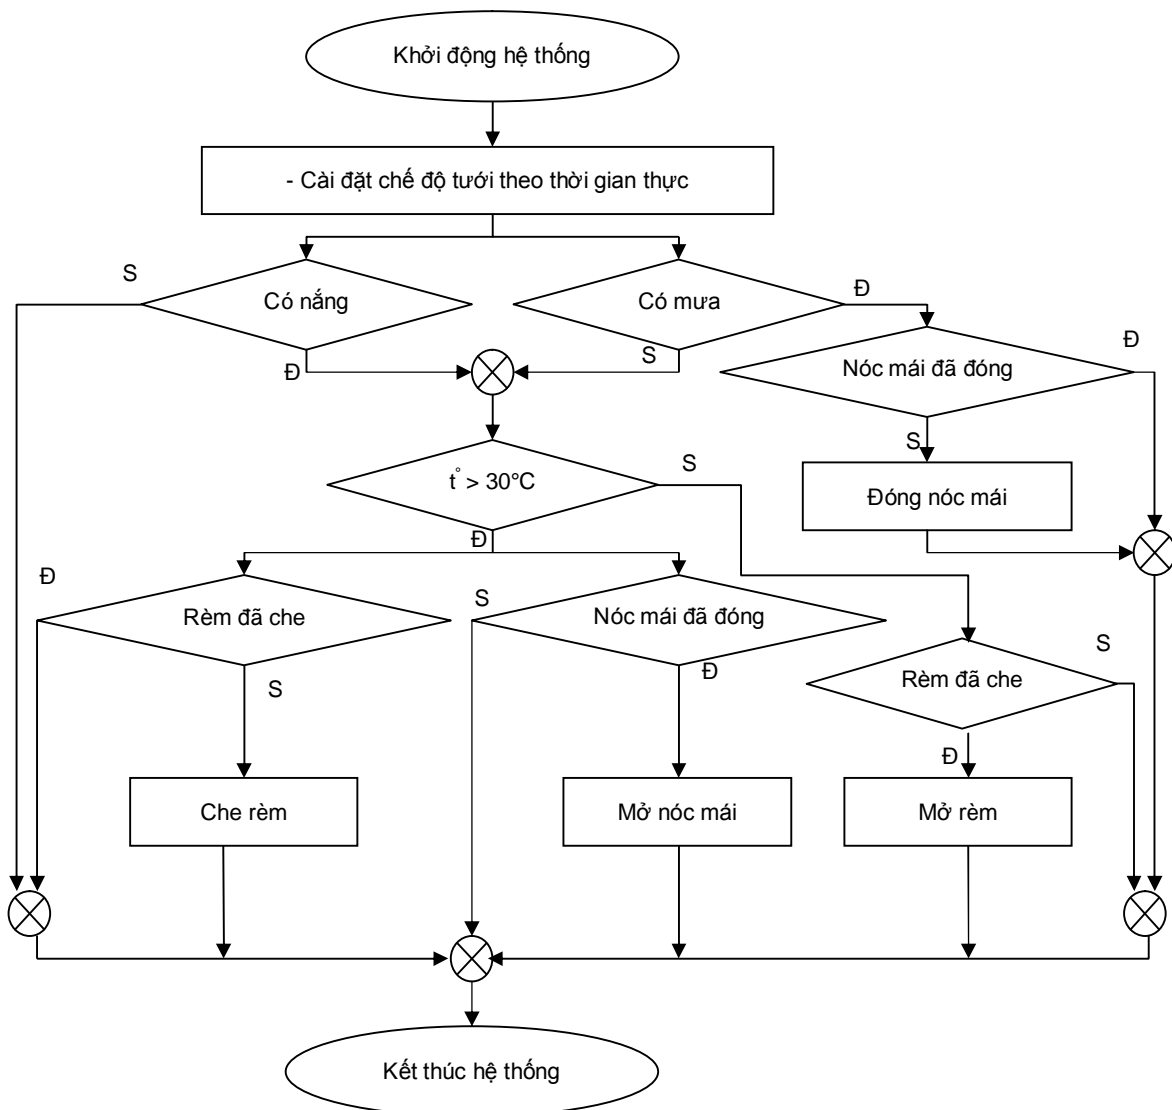 Khởi động hệ thống
- Cài đặt chế độ tưới theo thời gian thực
S
Có nắng
Có mưa
Đ
Đ
S
Nóc mái đã đóng
Đ
t° > 30°C
S
S
Đóng nóc mái
Đ
Đ
Rèm đã che
S
Nóc mái đã đóng
S
Rèm đã che
S
Đ
Đ
Che rèm
Mở nóc mái
Mở rèm
Kết thúc hệ thống